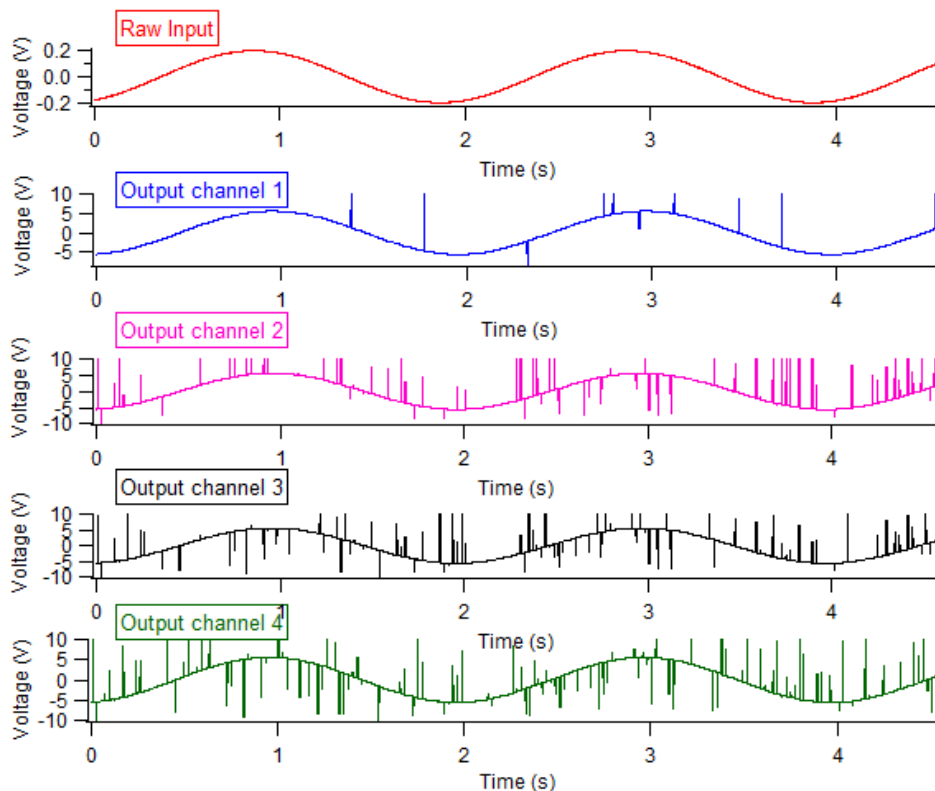 Raw Input
Voltage (V)
0.2
0.0
-0.2
0 1 2 3 4
Time (s)
Output channel 1
Voltage (V)
10
5
0
-5
0 1 2 3 4
Time (s)
Output channel 2
Voltage (V)
10
5
0
-5
-10
0 1 2 3 4
Time (s)
Output channel 3
Voltage (V)
10
5
0
-5
-10
0 1 2 3 4
Time (s)
Output channel 4
Voltage (V)
10
5
0
-5
-10
0 1 2 3 4
Time (s)